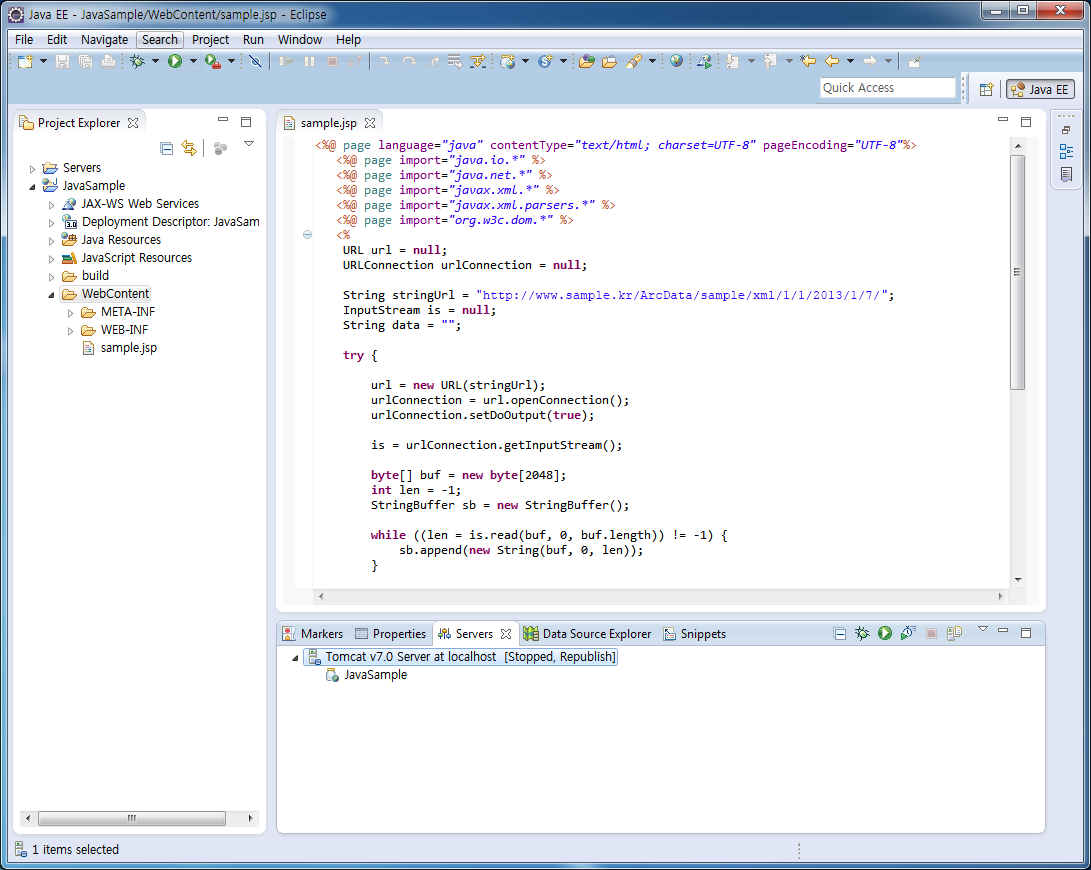 Java EE - JavaSample/WebContent/sample.jsp - Eclipse
File Edit Navigate Search Project Run Window Help
Quick Access
Java EE
Project Explorer
Servers
JavaSample
JAX-WS Web Services
Deployment Descriptor: JavaSam
Java Resources
JavaScript Resources
build
WebContent
META-INF
WEB-INF
sample.jsp
sample.jsp
<%@ page language="java" contentType="text/html; charset=UTF-8" pageEncoding="UTF-8"%>
<%@ page import="java.io.*" %>
<%@ page import="java.net.*" %>
<%@ page import="javax.xml.*" %>
<%@ page import="javax.xml.parsers.*" %>
<%@ page import="org.w3c.dom.*" %>
<%
URL url = null;
URLConnection urlConnection = null;
String stringUrl = "http://www.sample.kr/ArcData/sample/xml/1/1/2013/1/7/";
InputStream is = null;
String data = "";
try {
url = new URL(stringUrl);
urlConnection = url.openConnection();
urlConnection.setDoOutput(true);
is = urlConnection.getInputStream();
byte[] buf = new byte[2048];
int len = -1;
StringBuffer sb = new StringBuffer();
while ((len = is.read(buf, 0, buf.length)) != -1) {
sb.append(new String(buf, 0, len));
}
Markers Properties Servers Data Source Explorer Snippets
Tomcat v7.0 Server at localhost [Stopped, Republish]
JavaSample
1 items selected